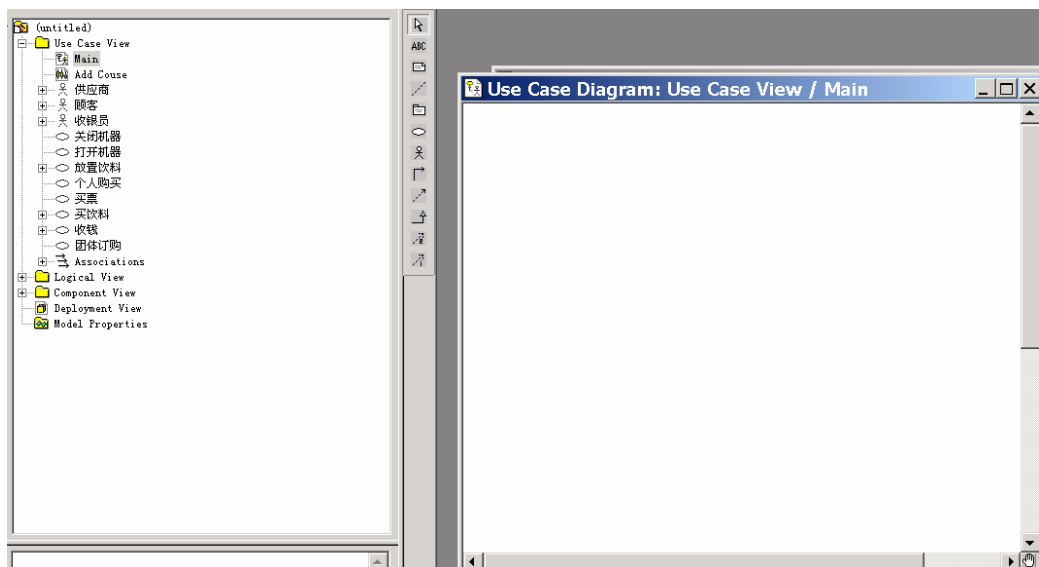 (untitled)
Use Case View
Main
Add Couse
供应商
顾客
收银员
关闭机器
打开机器
放置饮料
个人购买
买票
买饮料
收钱
团体订购
Associations
Logical View
Component View
Deployment View
Model Properties
ABC
Use Case Diagram: Use Case View / Main